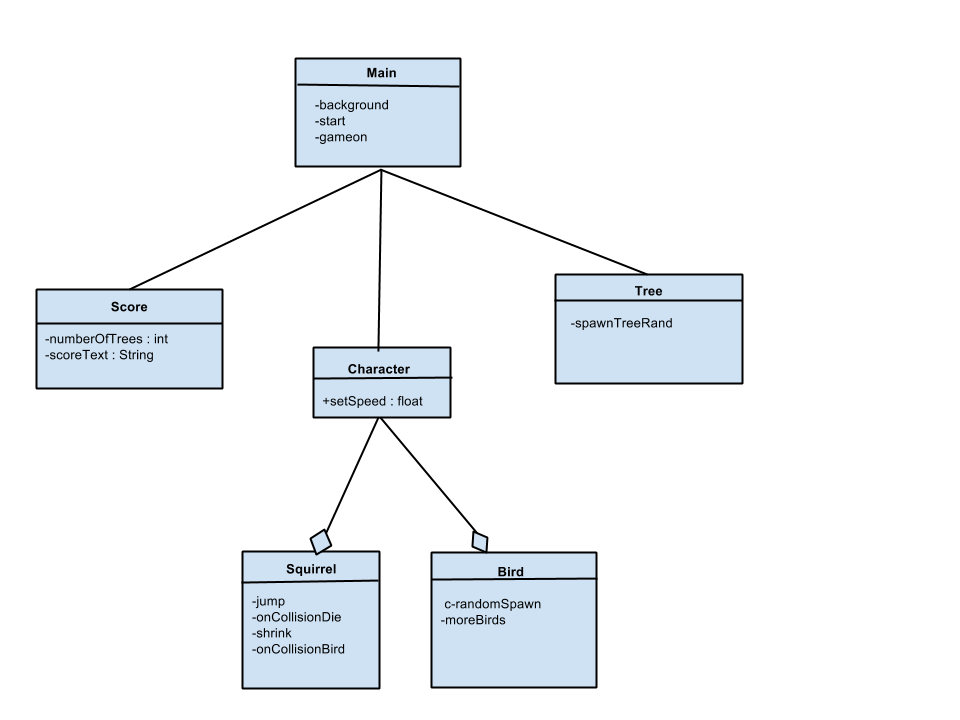 Main
-background
-start
-gameon
Score
-numberOfTrees : int
-scoreText : String
Tree
-spawnTreeRand
Character
+setSpeed : float
Squirrel
-jump
-onCollisionDie
-shrink
-onCollisionBird
Bird
c-randomSpawn
-moreBirds